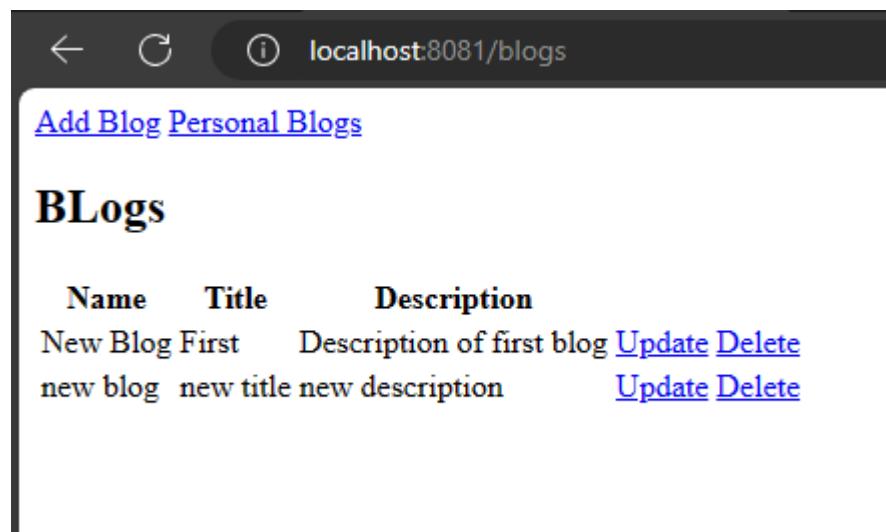 localhost:8081/blogs
Add Blog Personal Blogs
BLogs
Name Title Description
New Blog First Description of first blog Update Delete
new blog new title new description Update Delete